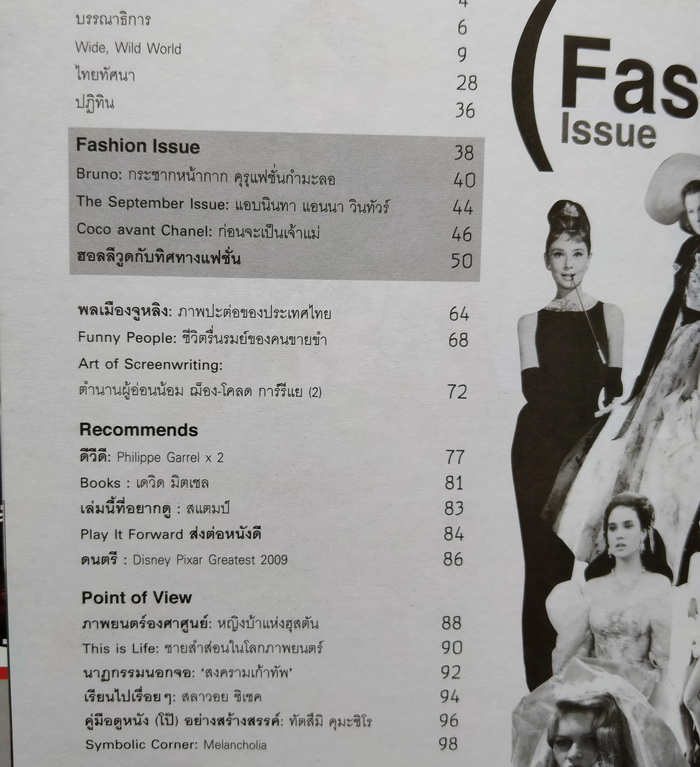 4
บรรณาธิการ 6
Wide, Wild World 9
ไทยทัศนา 28
ปฏิทิน 36
Fashion Issue 38
Bruno: กระชากหน้ากาก คุรุแฟชั่นกำมะลอ 40
The September Issue: แอบนินทา แอนนา วินทัวร์ 44
Coco avant Chanel: ก่อนจะเป็นเจ้าแม่ 46
ฮอลลีวูดกับทิศทางแฟชั่น 50
พลเมืองจูหลิง: ภาพปะต่อของประเทศไทย 64
Funny People: ชีวิตรื่นรมย์ของคนขายขำ 68
Art of Screenwriting:
ตำนานผู้อ่อนน้อม ฌ็อง-โคลด การ์รีแย (2) 72
Recommends
ดีวีดี: Philippe Garrel x 2 77
Books : เดวิด มิตเชล 81
เล่มนี้ที่อยากดู : สแตมป์ 83
Play It Forward ส่งต่อหนังดี 84
ดนตรี : Disney Pixar Greatest 2009 86
Point of View
ภาพยนตร์องศาศูนย์: หญิงบ้าแห่งฮุสตัน 88
This is Life: ชายสำส่อนในโลกภาพยนตร์ 90
นาฏกรรมนอกจอ: ‘สงครามเก้าทัพ’ 92
เรียนไปเรื่อย ๆ: สลาวอย ชิเชค 94
คู่มือดูหนัง (โป๊) อย่างสร้างสรรค์: ทัตสึมิ คุมะชิโร 96
Symbolic Corner: Melancholia 98
(Fas
Issue